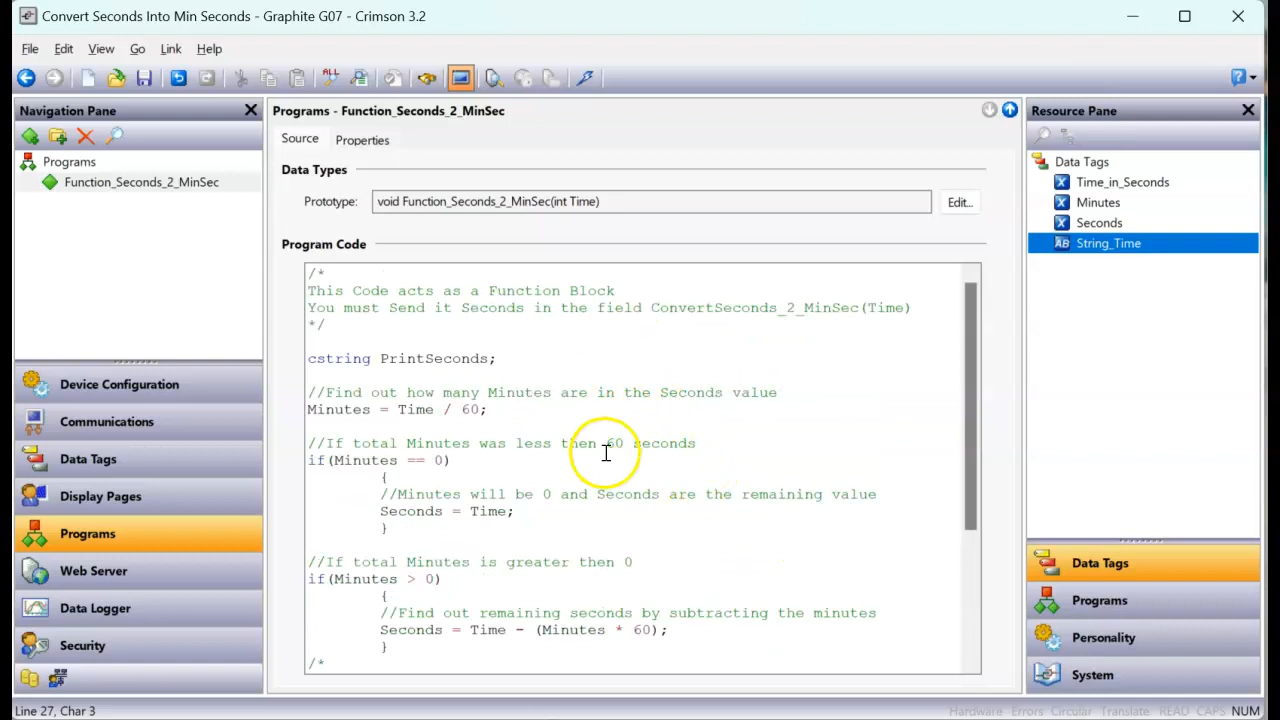 Convert Seconds Into Min Seconds - Graphite G07 - Crimson 3.2
File Edit View Go Link Help
Navigation Pane
Programs
Function_Seconds_2_MinSec
Device Configuration
Communications
Data Tags
Display Pages
Programs
Web Server
Data Logger
Security
Programs - Function_Seconds_2_MinSec
Source Properties
Data Types
Prototype: void Function_Seconds_2_MinSec(int Time) Edit...
Program Code
/*
This Code acts as a Function Block
You must Send it Seconds in the field ConvertSeconds_2_MinSec(Time)
*/
cstring PrintSeconds;
//Find out how many Minutes are in the Seconds value
Minutes = Time / 60;
//If total Minutes was less then 60 seconds
if(Minutes == 0)
{
//Minutes will be 0 and Seconds are the remaining value
Seconds = Time;
}
//If total Minutes is greater then 0
if(Minutes > 0)
{
//Find out remaining seconds by subtracting the minutes
Seconds = Time - (Minutes * 60);
}
/*
Resource Pane
Data Tags
Time_in_Seconds
Minutes
Seconds
AB String_Time
Data Tags
Programs
Personality
System
Line 27, Char 3
Hardware Errors Circular Translate READ CAPS NUM